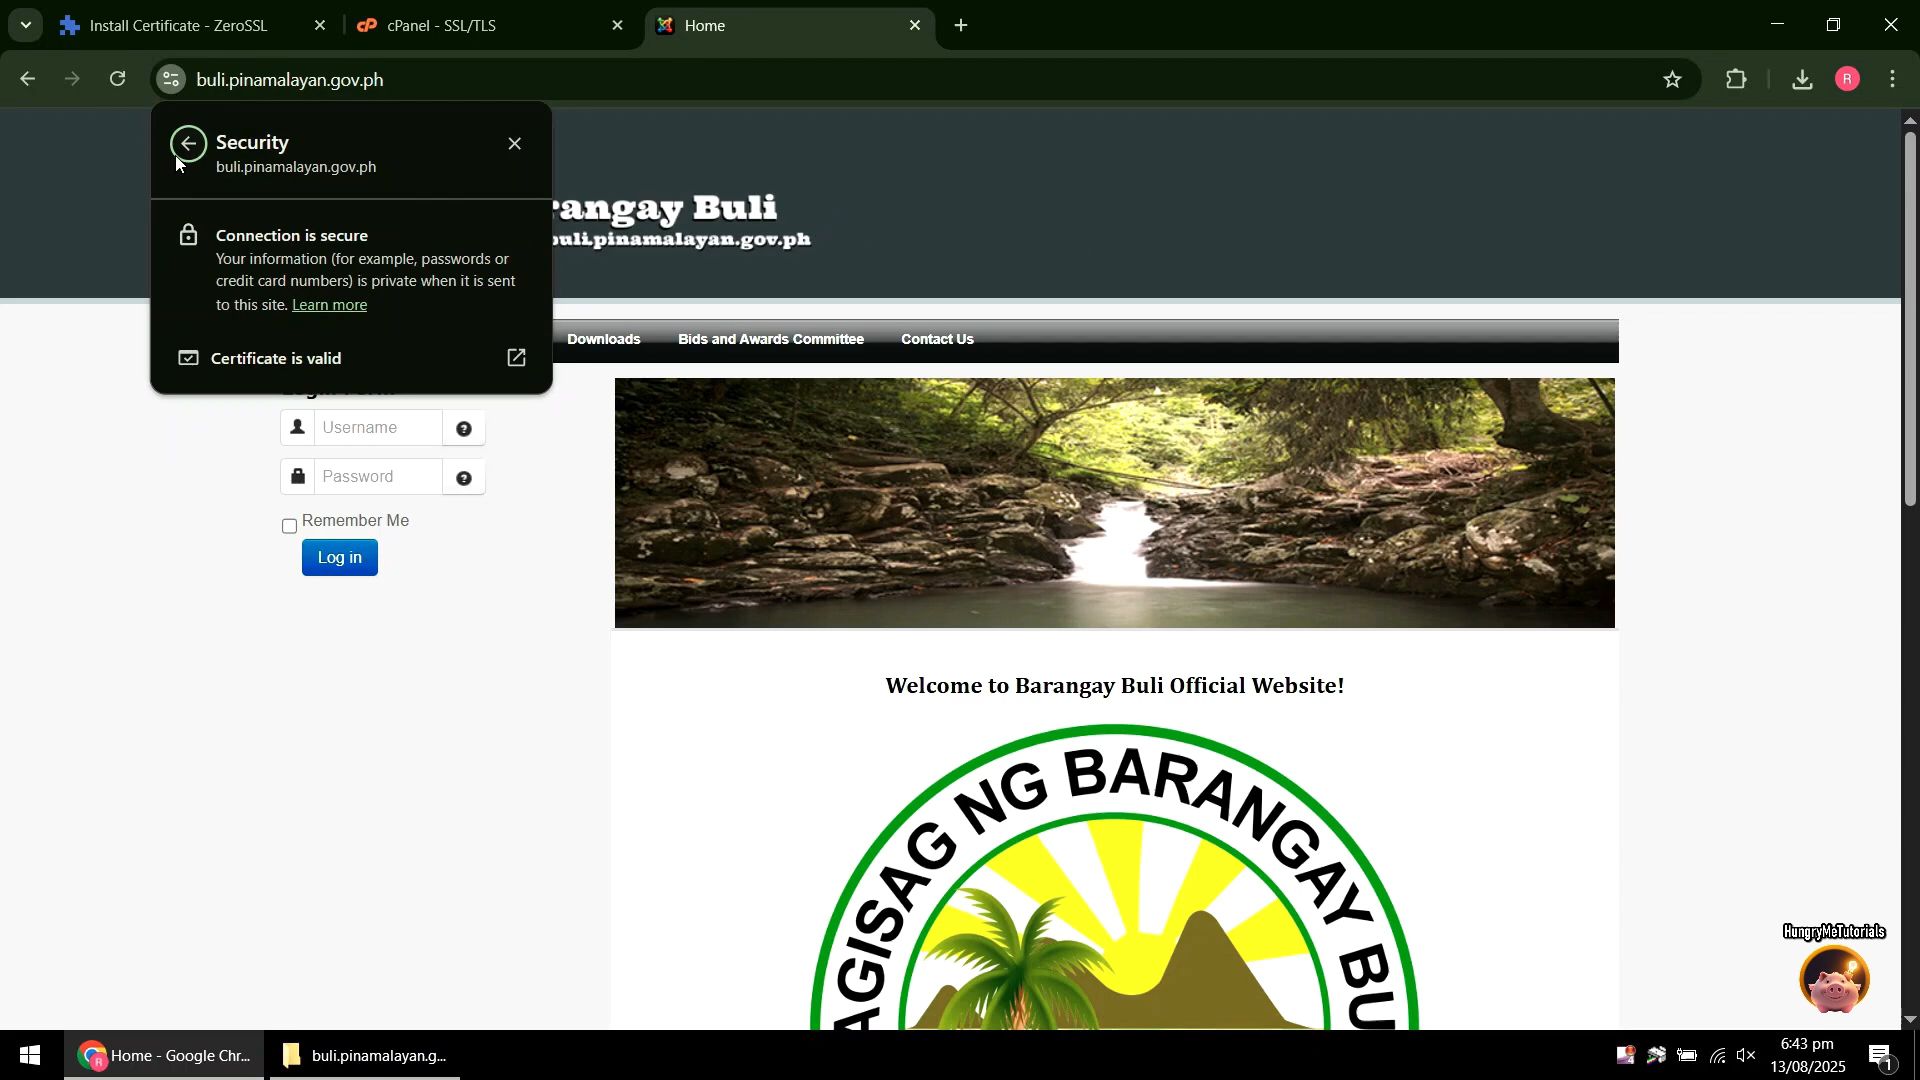 Install Certificate - ZeroSSL
cP
cPanel - SSL/TLS
Home
buli.pinamalayan.gov.ph
R
Security
buli.pinamalayan.gov.ph
Connection is secure
Your information (for example, passwords or
credit card numbers) is private when it is sent
to this site. Learn more
Certificate is valid
rangay Buli
buli.pinamalayan.gov.ph
Downloads
Bids and Awards Committee
Contact Us
Username
Password
Remember Me
Log in
Welcome to Barangay Buli Official Website!
AGISAG NG BARANGAY BU
HungryMeTutorials
R
Home - Google Chr...
buli.pinamalayan.g...
6:43 pm
13/08/2025
1